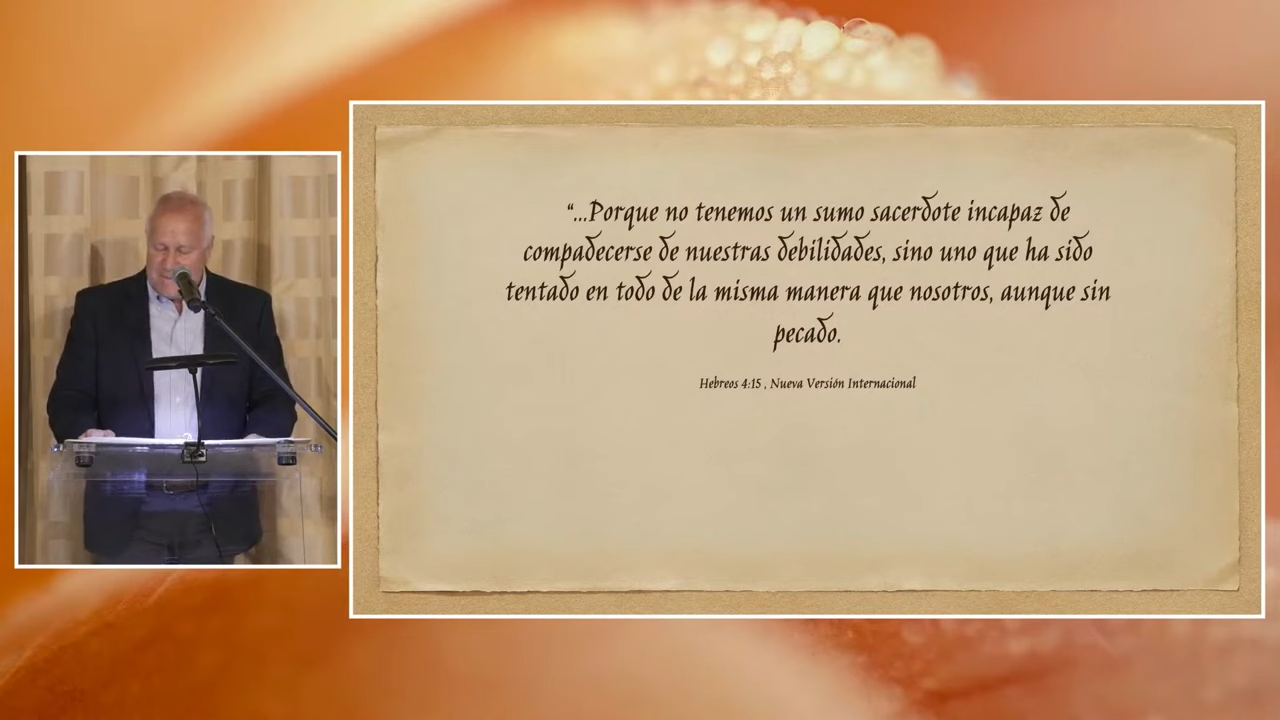 “...Porque no tenemos un sumo sacerdote incapaz de
compadecerse de nuestras debilidades, sino uno que ha sido
tentado en todo de la misma manera que nosotros, aunque sin
pecado.
Hebreos 4:15 , Nueva Versión Internacional